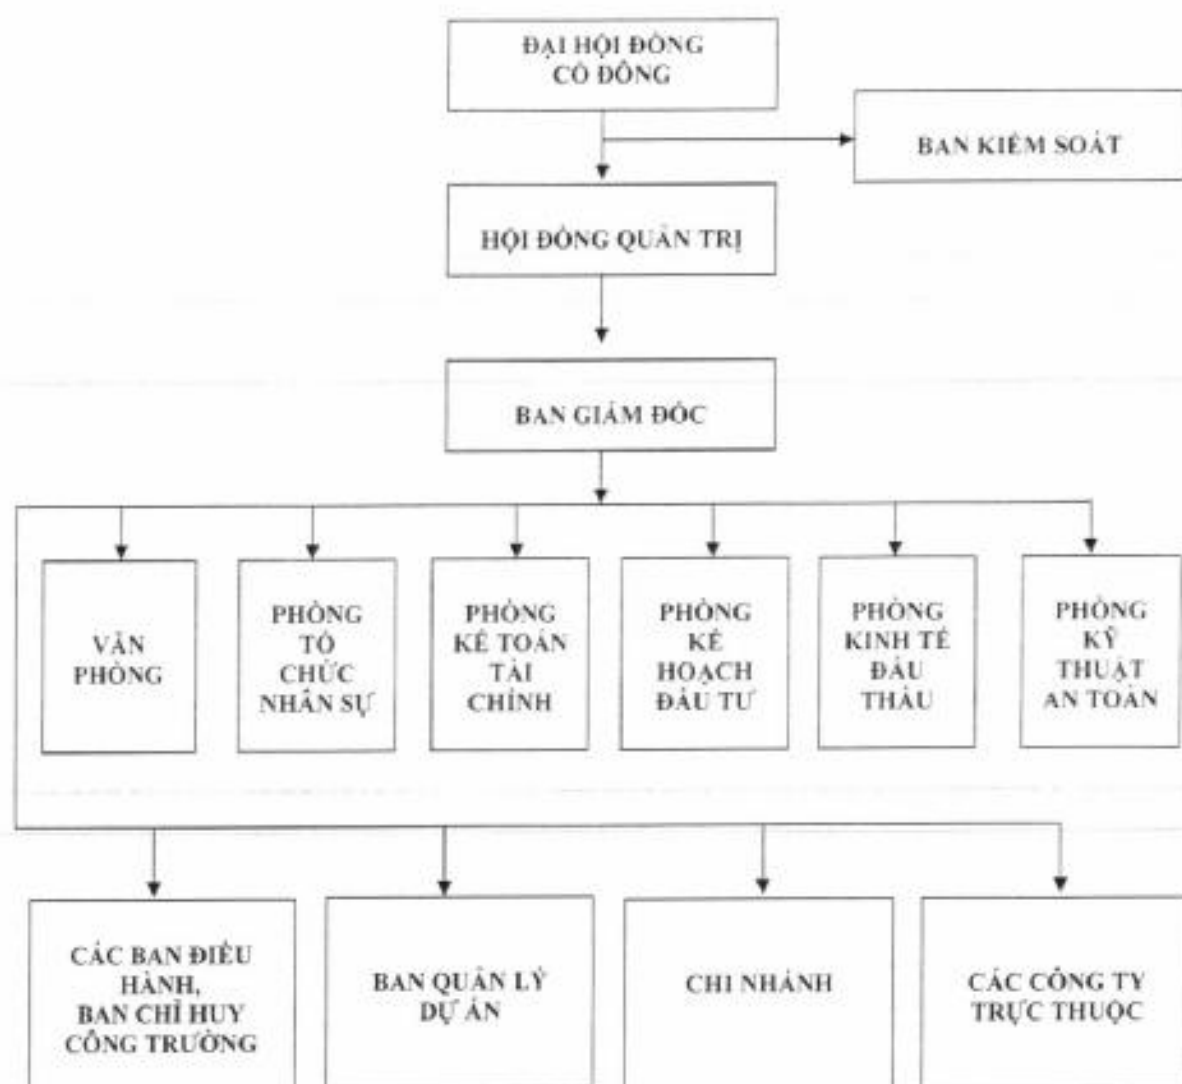 ĐẠI HỘI ĐỒNG
CỔ ĐÔNG
BAN KIỂM SOÁT
HỘI ĐỒNG QUẢN TRỊ
BAN GIÁM ĐỐC
VĂN
PHÒNG
PHÒNG
TỔ
CHỨC
NHÂN SỰ
PHÒNG
KẾ TOÁN
TÀI
CHÍNH
PHÒNG
KẾ
HOẠCH
ĐẦU TƯ
PHÒNG
KINH TẾ
ĐẤU
THẦU
PHÒNG
KỸ
THUẬT
AN TOÀN
CÁC BAN ĐIỀU
HÀNH,
BAN CHỈ HUY
CÔNG TRƯỜNG
BAN QUẢN LÝ
DỰ ÁN
CHI NHÁNH
CÁC CÔNG TY
TRỰC THUỘC